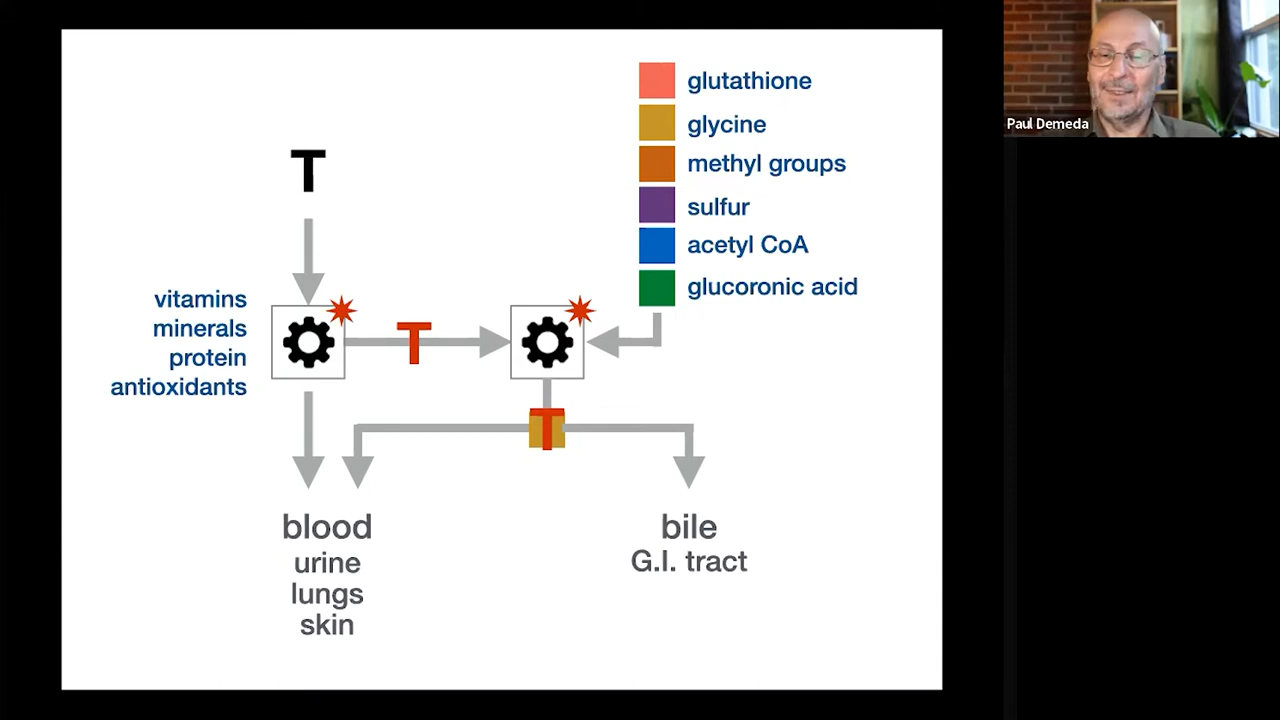 glutathione
glycine
methyl groups
sulfur
acetyl CoA
glucoronic acid
T
vitamins
minerals
protein
antioxidants
T
T
blood
urine
lungs
skin
bile
G.I. tract
Paul Demeda